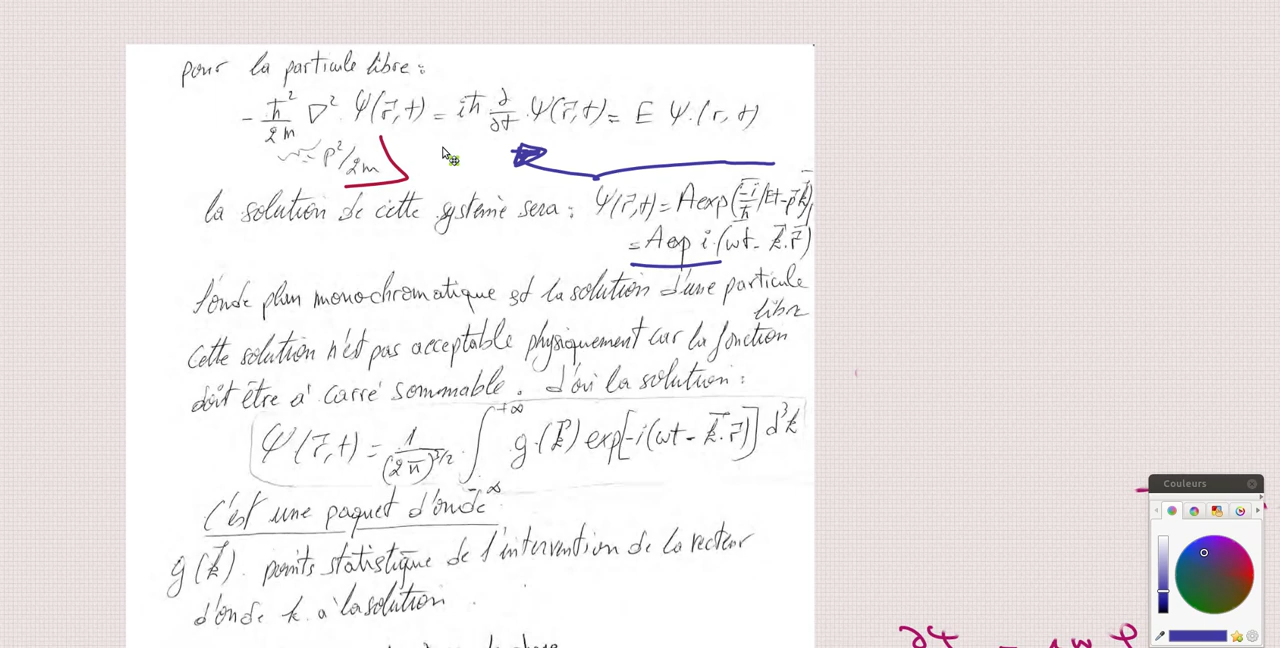 pour la particule libre :
- ħ²/2m ∇² Ψ(r⃗,t) = iħ ∂/∂t Ψ(r⃗,t) = E Ψ.(r,t)
P²/2m
la solution de cette système sera : Ψ(r⃗,t) = A exp(-i/ħ (Et - p⃗
= A exp i.(ωt - k⃗.r⃗)
l'onde plan monochromatique est la solution d'une particule
libre
cette solution n'est pas acceptable physiquement car la fonction
doit être à carré sommable. d'où la solution :
Ψ(r⃗,t) = 1/(2π)^3/2 ∫_-∞^+∞ g.(k⃗) exp[-i(ωt - k⃗.r⃗)] d³k
C'est une paquet d'onde
g(k⃗). points statistique de l'intervention de la vecteur
d'onde k. à la solution
Couleurs